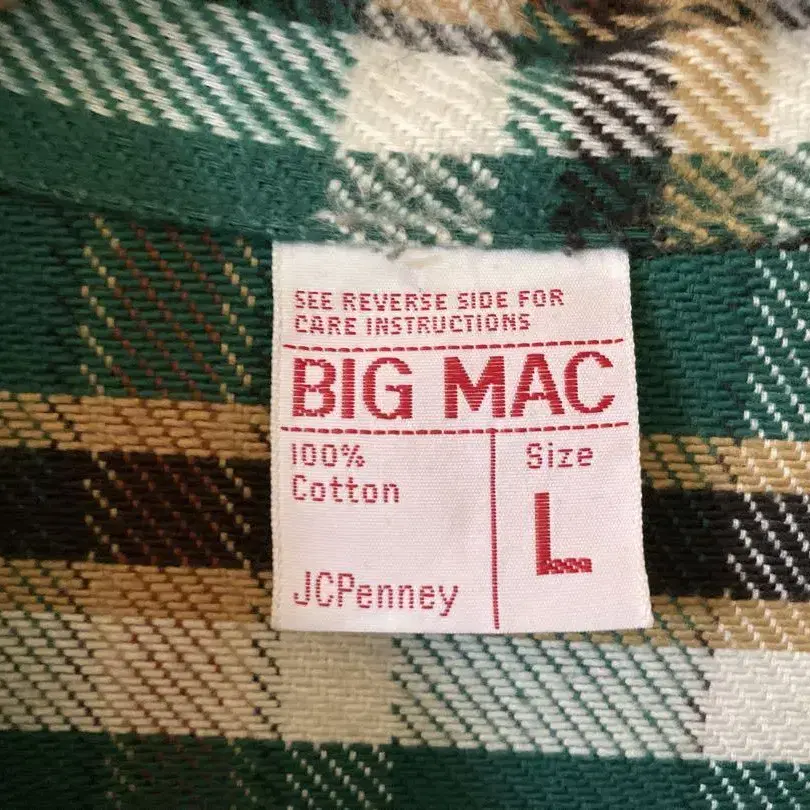 SEE REVERSE SIDE FOR
CARE INSTRUCTIONS
BIG MAC
100%
Cotton
JCPenney
Size
L